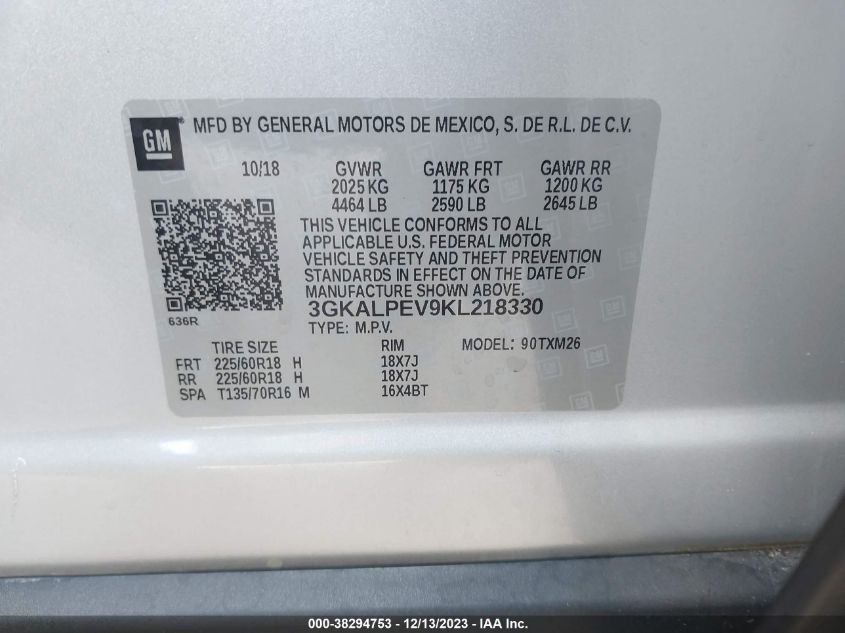 GM
MFD BY GENERAL MOTORS DE MEXICO, S. DE R.L. DE C.V.
10/18 GVWR GAWR FRT GAWR RR
2025 KG 1175 KG 1200 KG
4464 LB 2590 LB 2645 LB
THIS VEHICLE CONFORMS TO ALL
APPLICABLE U.S. FEDERAL MOTOR
VEHICLE SAFETY AND THEFT PREVENTION
STANDARDS IN EFFECT ON THE DATE OF
MANUFACTURE SHOWN ABOVE.
636R
3GKALPEV9KL218330
TYPE: M.P.V. MODEL: 90TXM26
TIRE SIZE RIM
FRT 225/60R18 H 18X7J
RR 225/60R18 H 18X7J
SPA T135/70R16 M 16X4BT
000-38294753 - 12/13/2023 - IAA Inc.